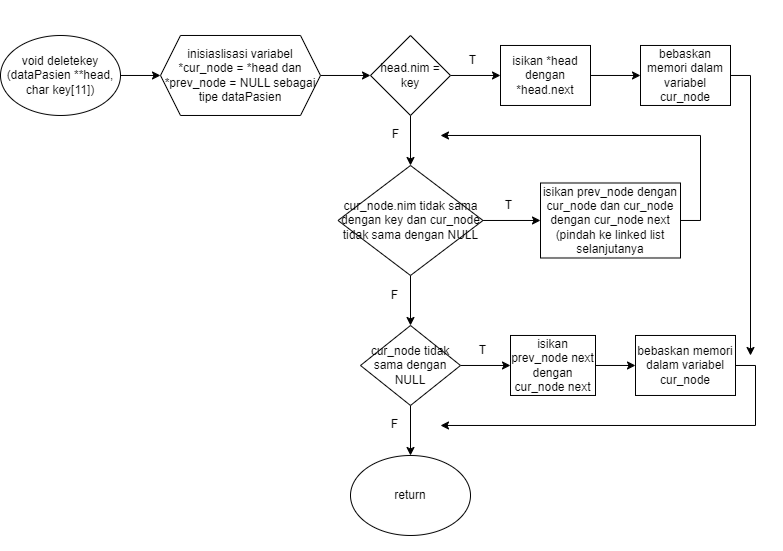 void deletekey
(dataPasien **head,
char key[11])
inisiaslisasi variabel
*cur_node = *head dan
*prev_node = NULL sebagai
tipe dataPasien
head.nim =
key
T
isikan *head
dengan
*head.next
bebaskan
memori dalam
variabel
cur_node
F
cur_node.nim tidak sama
dengan key dan cur_node
tidak sama dengan NULL
T
isikan prev_node dengan
cur_node dan cur_node
dengan cur_node next
(pindah ke linked list
selanjutanya
F
cur_node tidak
sama dengan
NULL
T
isikan
prev_node next
dengan
cur_node next
bebaskan memori
dalam variabel
cur_node
F
return